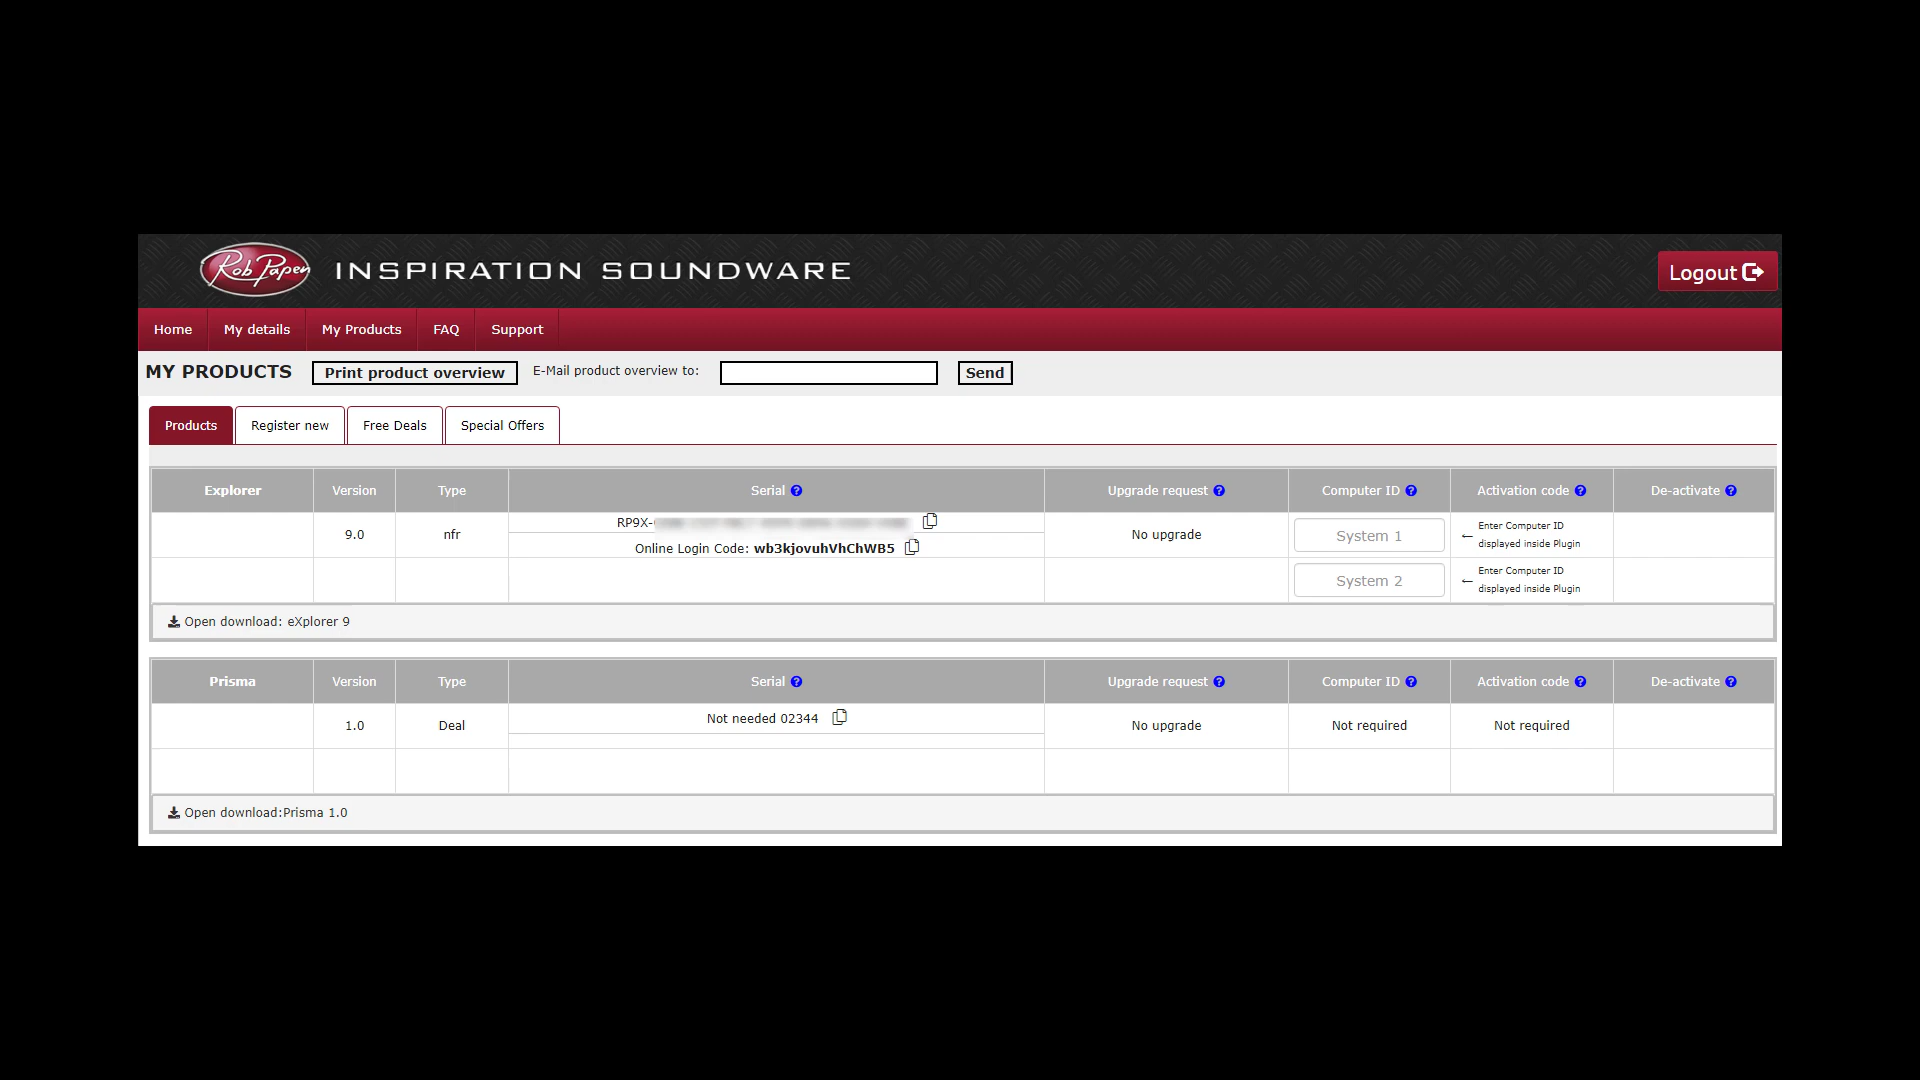 Rob Papen INSPIRATION SOUNDWARE Logout
Home My details My Products FAQ Support
MY PRODUCTS Print product overview E-Mail product overview to: Send
Products Register new Free Deals Special Offers
Explorer Version Type Serial Upgrade request Computer ID Activation code De-activate
9.0 nfr RP9X- No upgrade System 1 ← Enter Computer ID
displayed inside Plugin
Online Login Code: wb3kjovuhVhChWB5
System 2 ← Enter Computer ID
displayed inside Plugin
Open download: eXplorer 9
Prisma Version Type Serial Upgrade request Computer ID Activation code De-activate
1.0 Deal Not needed 02344 No upgrade Not required Not required
Open download:Prisma 1.0